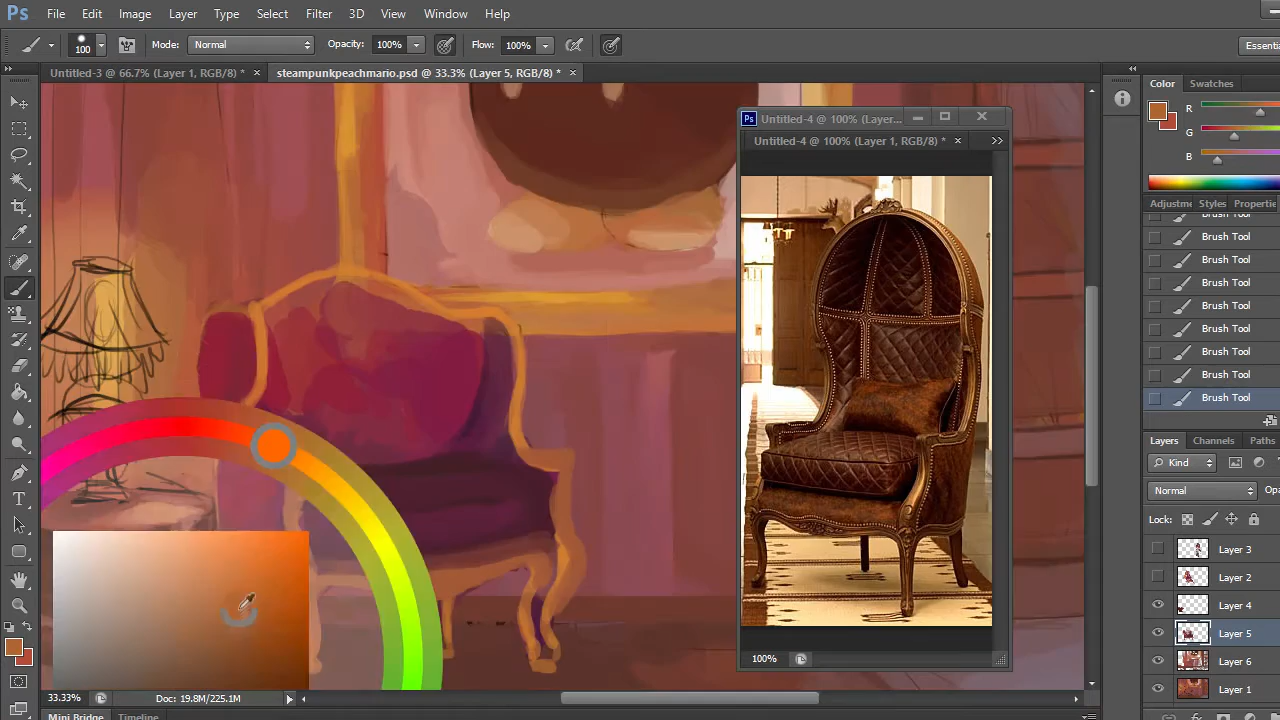 Ps File Edit Image Layer Type Select Filter 3D View Window Help
100 Mode: Normal Opacity: 100% Flow: 100% Essenti
Untitled-3 @ 66.7% (Layer 1, RGB/8) * × steampunkpeachmario.psd @ 33.3% (Layer 5, RGB/8) * ×
Color Swatches
R
G
B
Ps Untitled-4 @ 100% (Layer...
Untitled-4 @ 100% (Layer 1, RGB/8) * ×
100%
Adjustme Styles Paragrap
Brush Tool
Brush Tool
Brush Tool
Brush Tool
Brush Tool
Brush Tool
Brush Tool
Brush Tool
Brush Tool
Layers Channels Paths
Kind
Normal Opa
Lock:
Layer 3
Layer 2
Layer 4
Layer 5
Layer 6
Layer 1
33.33% Doc: 19.8M/225.1M
Mini Bridge Timeline